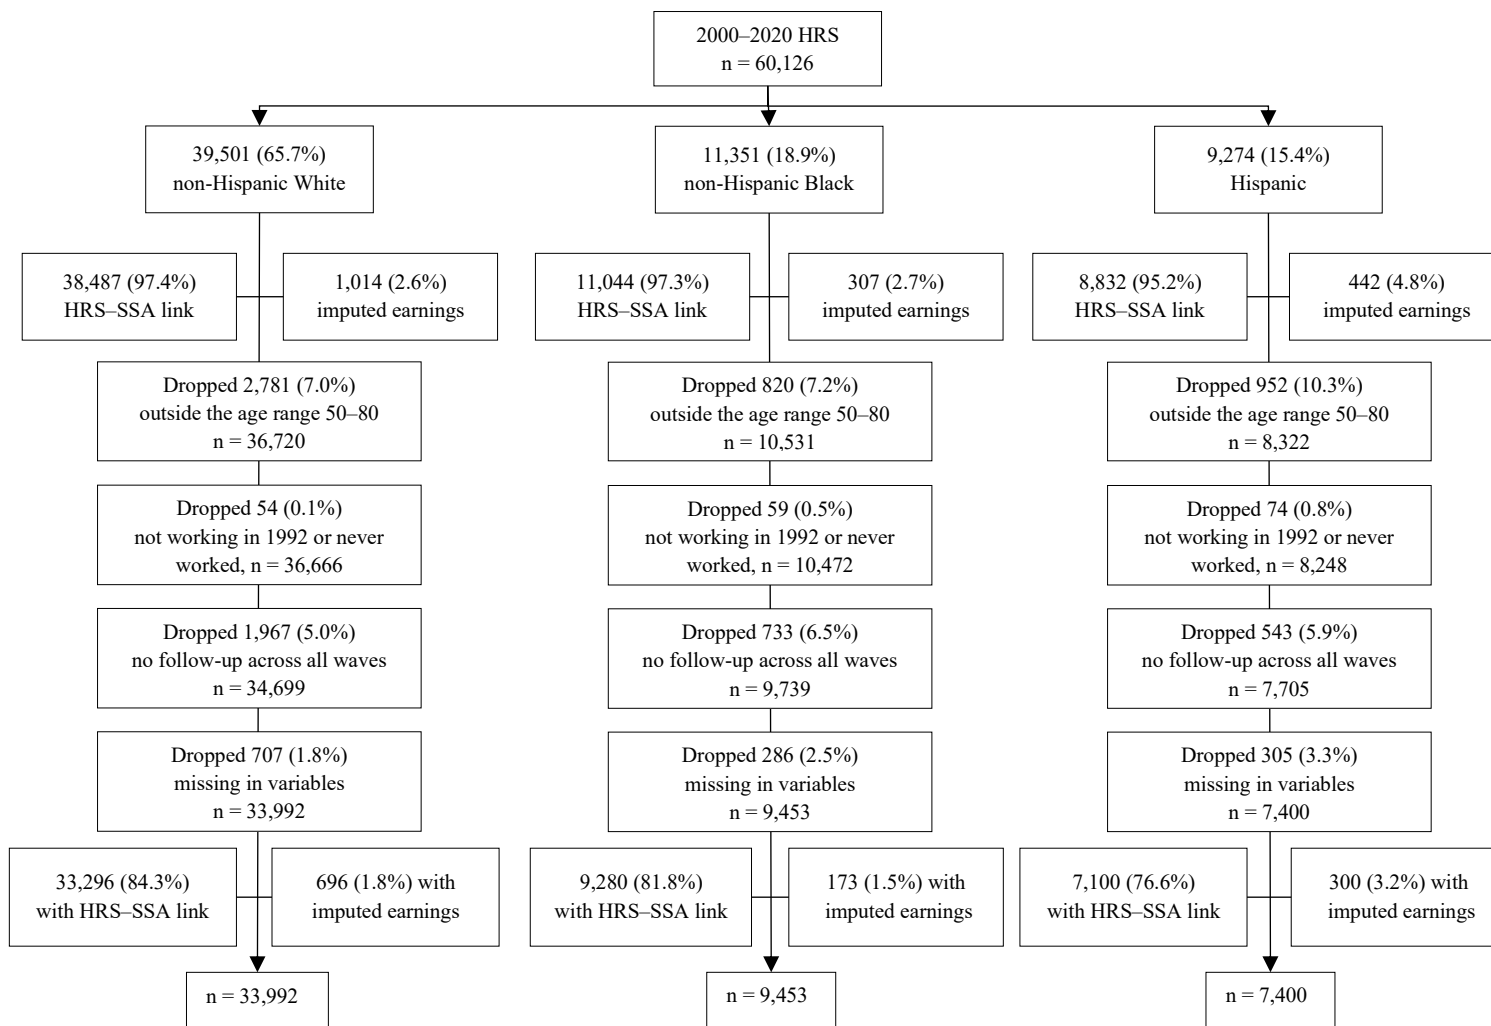 2000–2020 HRS
n = 60,126
39,501 (65.7%)
non-Hispanic White
11,351 (18.9%)
non-Hispanic Black
9,274 (15.4%)
Hispanic
38,487 (97.4%)
HRS–SSA link
1,014 (2.6%)
imputed earnings
11,044 (97.3%)
HRS–SSA link
307 (2.7%)
imputed earnings
8,832 (95.2%)
HRS–SSA link
442 (4.8%)
imputed earnings
Dropped 2,781 (7.0%)
outside the age range 50–80
n = 36,720
Dropped 820 (7.2%)
outside the age range 50–80
n = 10,531
Dropped 952 (10.3%)
outside the age range 50–80
n = 8,322
Dropped 54 (0.1%)
not working in 1992 or never
worked, n = 36,666
Dropped 59 (0.5%)
not working in 1992 or never
worked, n = 10,472
Dropped 74 (0.8%)
not working in 1992 or never
worked, n = 8,248
Dropped 1,967 (5.0%)
no follow-up across all waves
n = 34,699
Dropped 733 (6.5%)
no follow-up across all waves
n = 9,739
Dropped 543 (5.9%)
no follow-up across all waves
n = 7,705
Dropped 707 (1.8%)
missing in variables
n = 33,992
Dropped 286 (2.5%)
missing in variables
n = 9,453
Dropped 305 (3.3%)
missing in variables
n = 7,400
33,296 (84.3%)
with HRS–SSA link
696 (1.8%) with
imputed earnings
9,280 (81.8%)
with HRS–SSA link
173 (1.5%) with
imputed earnings
7,100 (76.6%)
with HRS–SSA link
300 (3.2%) with
imputed earnings
n = 33,992
n = 9,453
n = 7,400